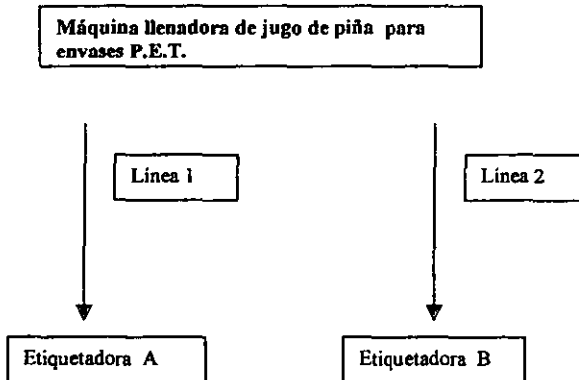 Máquina llenadora de jugo de piña para
envases P.E.T.
Línea 1
Línea 2
Etiquetadora A
Etiquetadora B